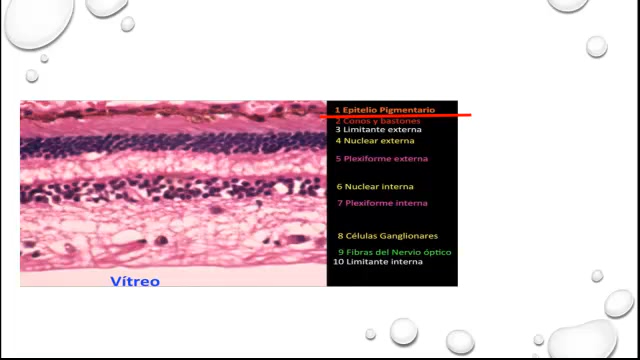 1 Epitelio Pigmentario
2 Conos y bastones
3 Limitante externa
4 Nuclear externa
5 Plexiforme externa
6 Nuclear interna
7 Plexiforme interna
8 Células Ganglionares
9 Fibras del Nervio óptico
10 Limitante interna
Vítreo